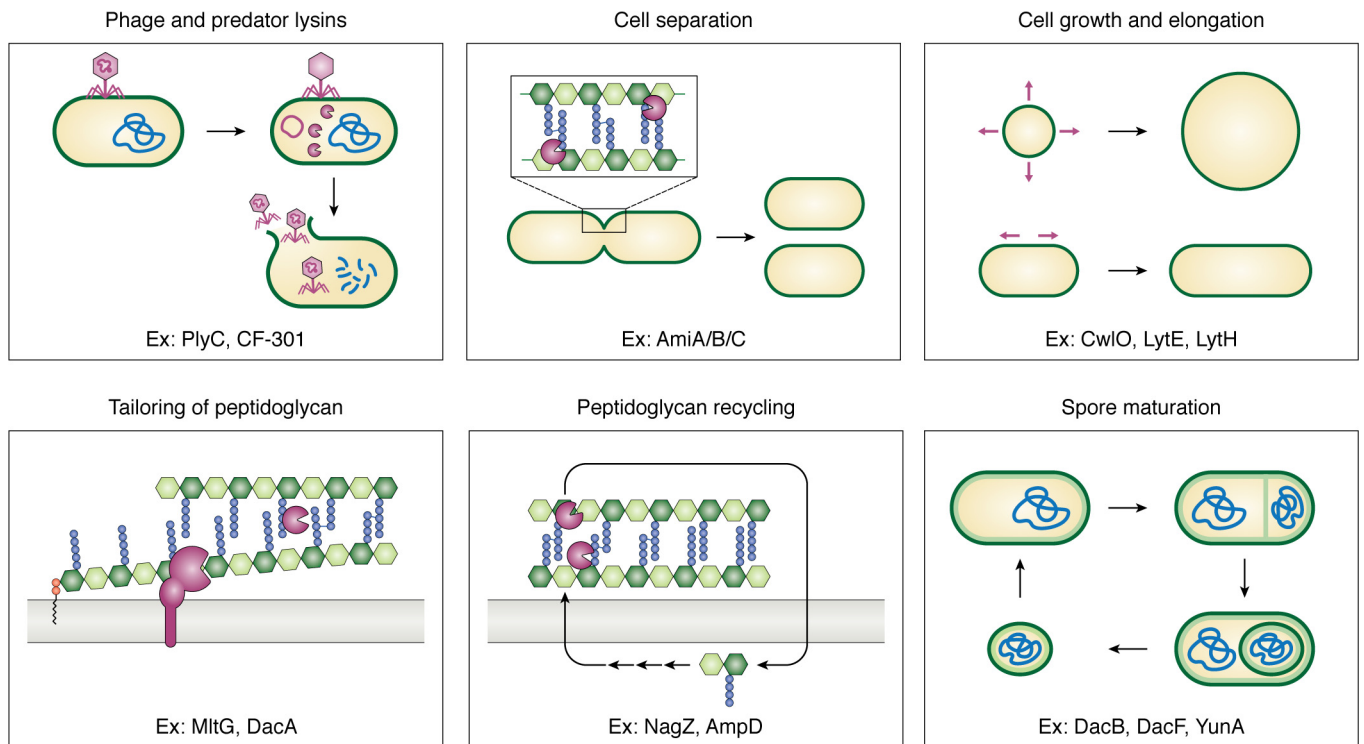 Phage and predator lysins
Cell separation
Cell growth and elongation
Ex: PlyC, CF-301
Ex: AmiA/B/C
Ex: CwlO, LytE, LytH
Tailoring of peptidoglycan
Peptidoglycan recycling
Spore maturation
Ex: MltG, DacA
Ex: NagZ, AmpD
Ex: DacB, DacF, YunA